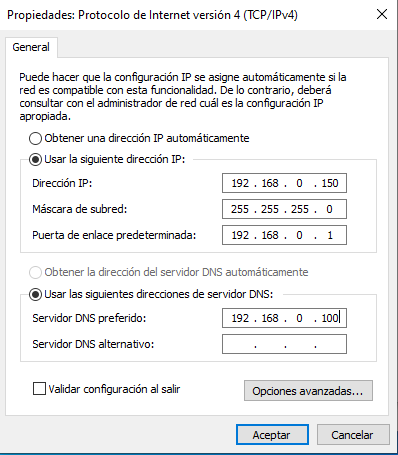 Propiedades: Protocolo de Internet versión 4 (TCP/IPv4)
General
Puede hacer que la configuración IP se asigne automáticamente si la
red es compatible con esta funcionalidad. De lo contrario, deberá
consultar con el administrador de red cuál es la configuración IP
apropiada.
Obtener una dirección IP automáticamente
Usar la siguiente dirección IP:
Dirección IP: 192 . 168 . 0 . 150
Máscara de subred: 255 . 255 . 255 . 0
Puerta de enlace predeterminada: 192 . 168 . 0 . 1
Obtener la dirección del servidor DNS automáticamente
Usar las siguientes direcciones de servidor DNS:
Servidor DNS preferido: 192 . 168 . 0 . 100
Servidor DNS alternativo: . . .
Validar configuración al salir
Opciones avanzadas...
Aceptar Cancelar